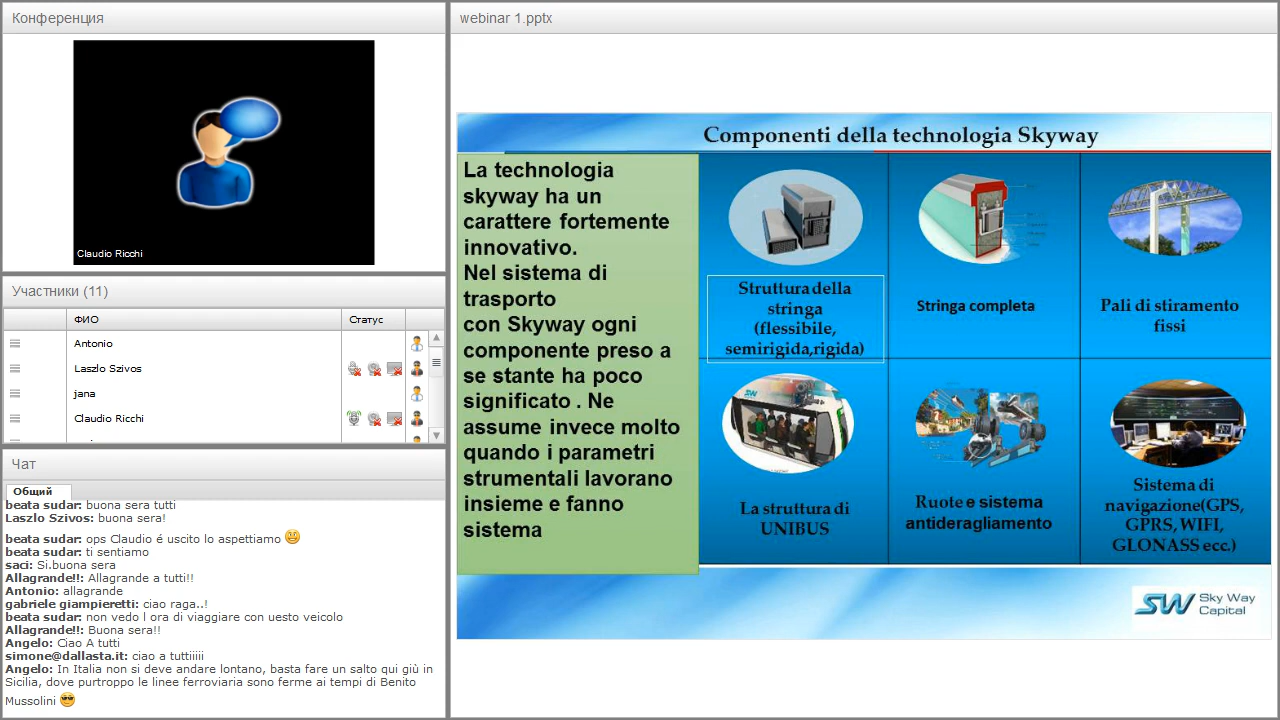 Конференция
Claudio Ricchi
Участники (11)
ФИО
Статус
Antonio
Laszlo Szivos
jana
Claudio Ricchi
Чат
Общий
beata sudar: buona sera tutti
Laszlo Szivos: buona sera!
beata sudar: ops Claudio é uscito lo aspettiamo
beata sudar: ti sentiamo
saci: Si.buona sera
Allagrande!!: Allagrande a tutti!!
Antonio: allagrande
gabriele giampieretti: ciao raga..!
beata sudar: non vedo l ora di viaggiare con uesto veicolo
Allagrande!!: Buona sera!!
Angelo: Ciao A tutti
simone@dallasta.it: ciao a tuttiiiii
Angelo: In Italia non si deve andare lontano, basta fare un salto qui giù in
Sicilia, dove purtroppo le linee ferroviaria sono ferme ai tempi di Benito
Mussolini
webinar 1.pptx
Componenti della technologia Skyway
La technologia
skyway ha un
carattere fortemente
innovativo.
Nel sistema di
trasporto
con Skyway ogni
componente preso a
se stante ha poco
significato . Ne
assume invece molto
quando i parametri
strumentali lavorano
insieme e fanno
sistema
Struttura della
stringa
(flessibile,
semirigida,rigida)
Stringa completa
Pali di stiramento
fissi
La struttura di
UNIBUS
Ruote e sistema
antideragliamento
Sistema di
navigazione(GPS,
GPRS, WIFI,
GLONASS ecc.)
SW Sky Way
Capital